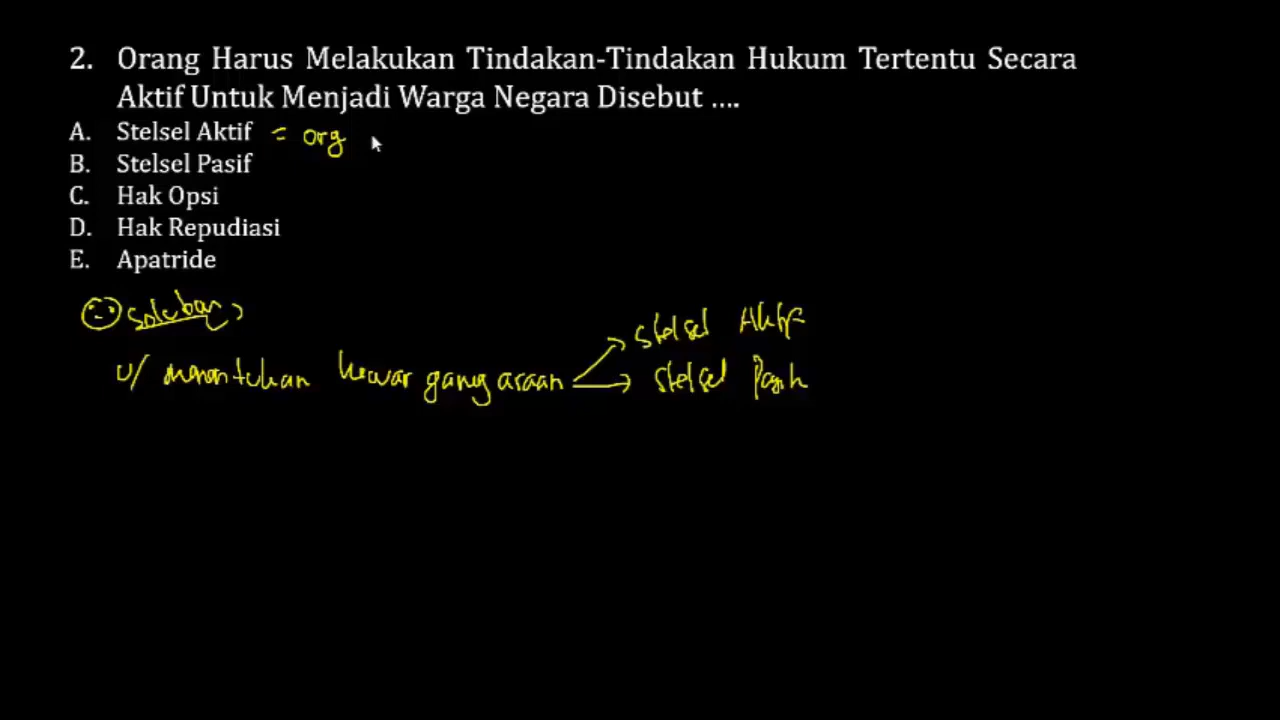 2. Orang Harus Melakukan Tindakan-Tindakan Hukum Tertentu Secara
Aktif Untuk Menjadi Warga Negara Disebut ....
A. Stelsel Aktif = org
B. Stelsel Pasif
C. Hak Opsi
D. Hak Repudiasi
E. Apatride
Stelsel Aktif
u/ menentukan kewarganegaraan Stelsel Pasif